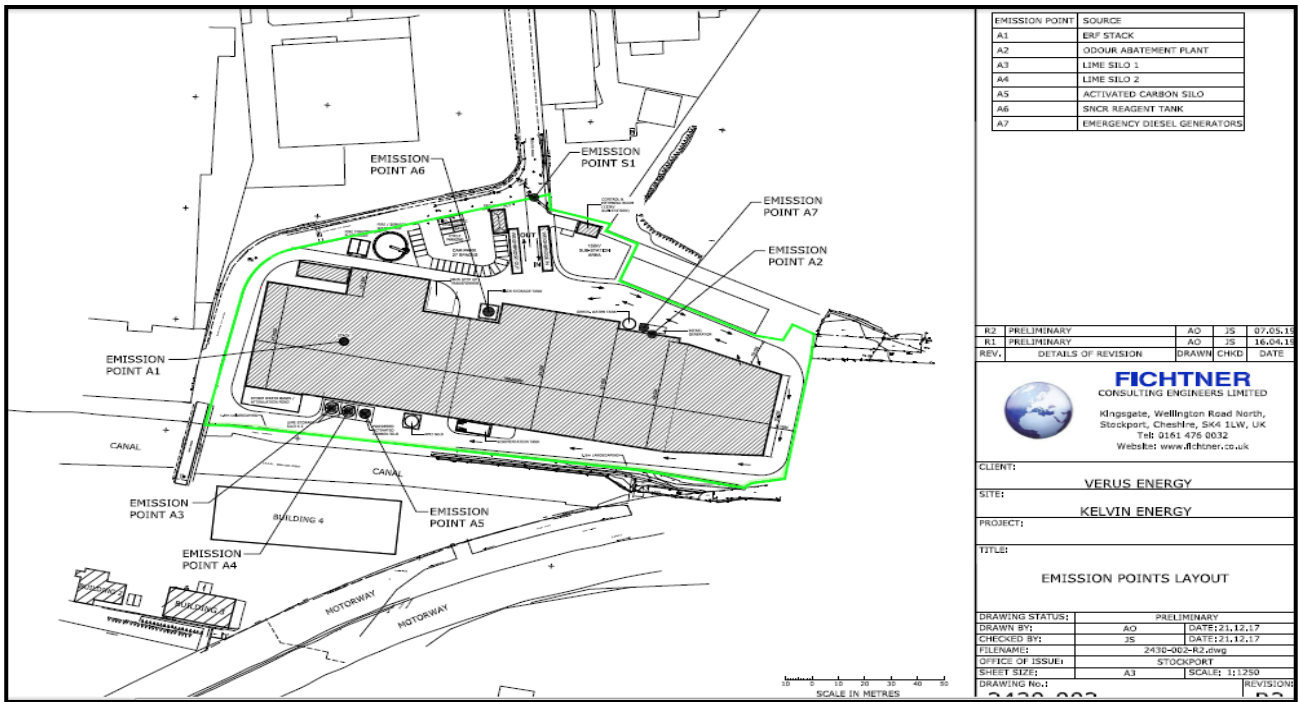 EMISSION POINT SOURCE
A1 ERF STACK
A2 ODOUR ABATEMENT PLANT
A3 LIME SILO 1
A4 LIME SILO 2
A5 ACTIVATED CARBON SILO
A6 SNCR REAGENT TANK
A7 EMERGENCY DIESEL GENERATORS
EMISSION
POINT A6
EMISSION
POINT S1
EMISSION
POINT A7
EMISSION
POINT A2
OUT
IN
EMISSION
POINT A1
CANAL
CANAL
EMISSION
POINT A3
EMISSION
POINT A5
EMISSION
POINT A4
BUILDING 4
BUILDING 3
MOTORWAY
MOTORWAY
10 0 10 20 30 40 50
SCALE IN METRES
R2 PRELIMINARY AO JS 07.05.19
R1 PRELIMINARY AO JS 16.04.19
REV. DETAILS OF REVISION DRAWN CHKD DATE
FICHTNER
CONSULTING ENGINEERS LIMITED
Kingsgate, Wellington Road North,
Stockport, Cheshire, SK4 1LW, UK
Tel: 0161 476 0032
Website: www.fichtner.co.uk
CLIENT:
VERUS ENERGY
SITE:
KELVIN ENERGY
PROJECT:
TITLE:
EMISSION POINTS LAYOUT
DRAWING STATUS: PRELIMINARY
DRAWN BY: AO DATE:21.12.17
CHECKED BY: JS DATE:21.12.17
FILENAME: 2430-002-R2.dwg
OFFICE OF ISSUE: STOCKPORT
SHEET SIZE: A3 SCALE: 1:1250
DRAWING No.: REVISION: